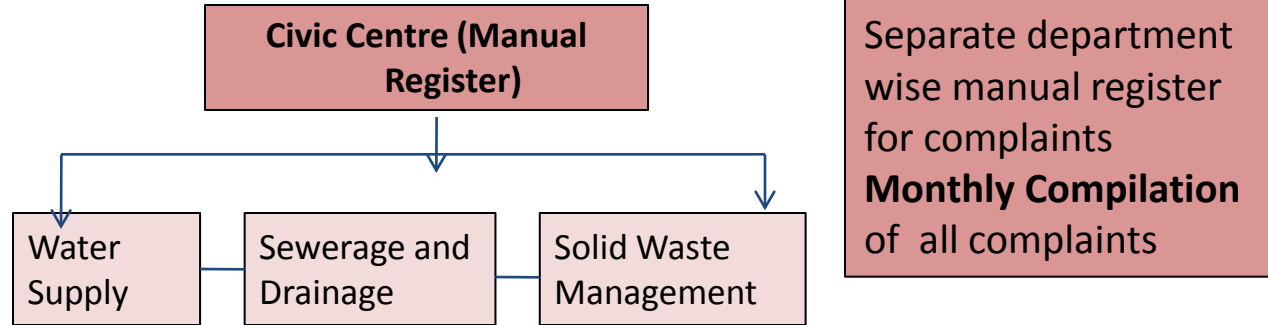 Civic Centre (Manual
Register)
Water
Supply
Sewerage and
Drainage
Solid Waste
Management
Separate department
wise manual register
for complaints
Monthly Compilation
of all complaints